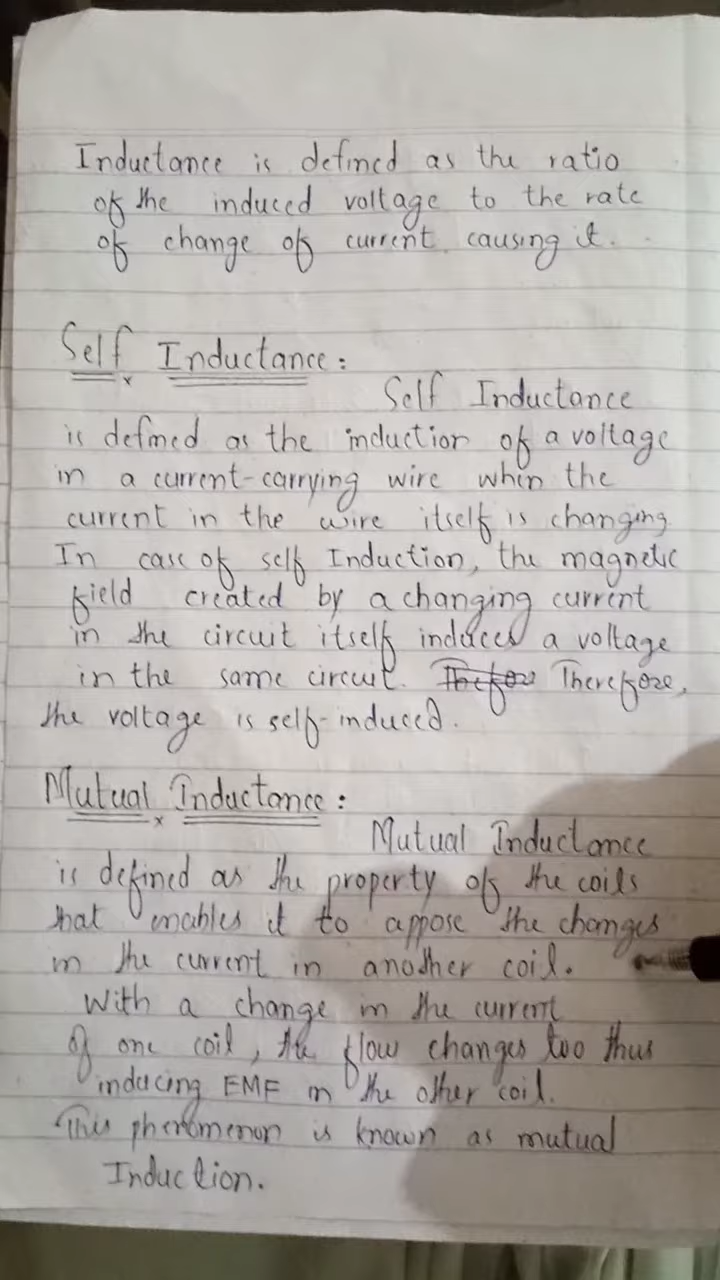 Inductance is defined as the ratio
of the induced voltage to the rate
of change of current causing it.
Self Inductance:
Self Inductance
is defined as the induction of a voltage
in a current-carrying wire when the
current in the wire itself is changing
In case of self Induction, the magnetic
field created by a changing current
in the circuit itself induces a voltage
in the same circuit. Therefore,
the voltage is self-induced.
Mutual Inductance:
Mutual Inductance
is defined as the property of the coils
that enables it to appose the changes
in the current in another coil.
With a change in the current
of one coil, the flow changes too thus
inducing EMF in the other coil.
This phenomenon is known as mutual
Induction.